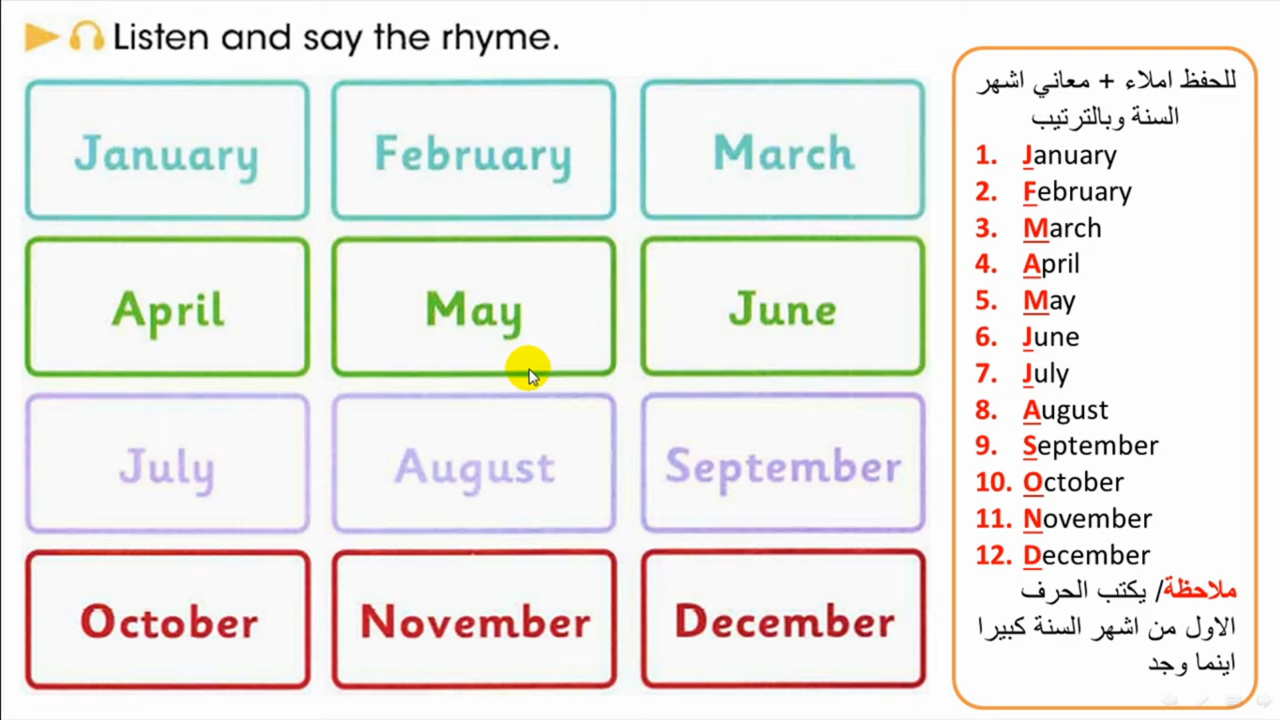 Listen and say the rhyme.
January February March
April May June
July August September
October November December
للحفظ املاء + معاني اشهر
السنة وبالترتيب
1. January
2. February
3. March
4. April
5. May
6. June
7. July
8. August
9. September
10. October
11. November
12. December
ملاحظة/ يكتب الحرف
الاول من اشهر السنة كبيرا
اينما وجد